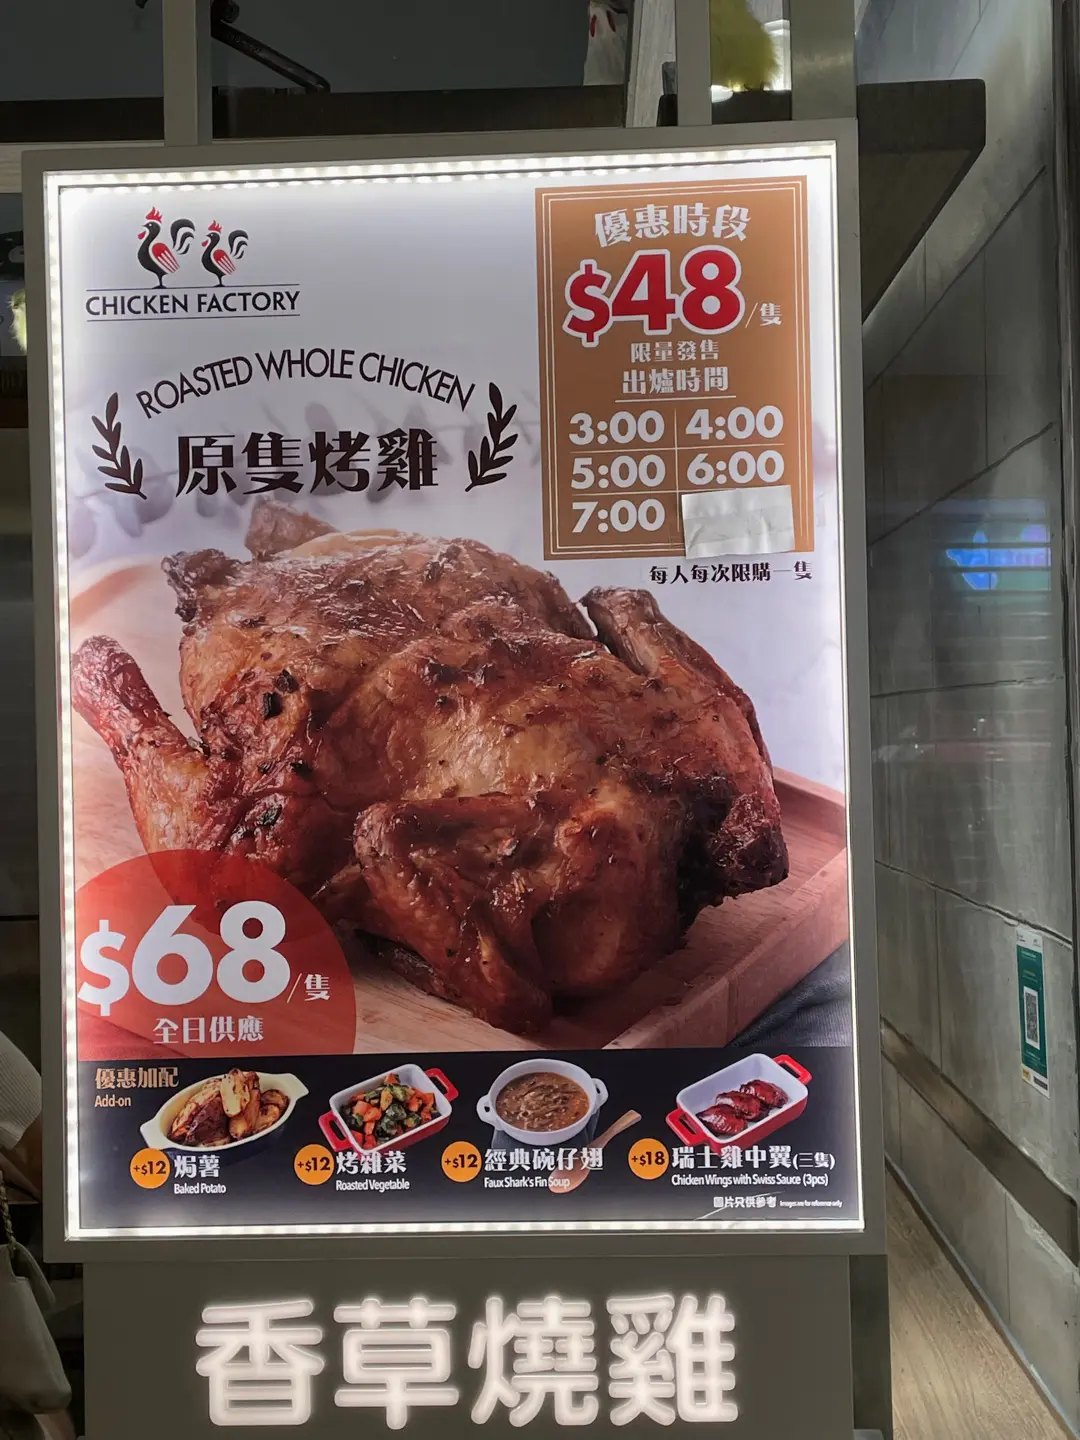 CHICKEN FACTORY
ROASTED WHOLE CHICKEN
原隻烤雞
優惠時段
$48/隻
限量發售
出爐時間
3:00 4:00
5:00 6:00
7:00
每人每次限購一隻
$68/隻
全日供應
優惠加配
Add-on
+$12 焗薯
Baked Potato
+$12 烤雜菜
Roasted Vegetable
+$12 經典碗仔翅
Faux Shark's Fin Soup
+$18 瑞士雞中翼(三隻)
Chicken Wings with Swiss Sauce (3pcs)
圖片只供參考 Images are for reference only
香草燒雞